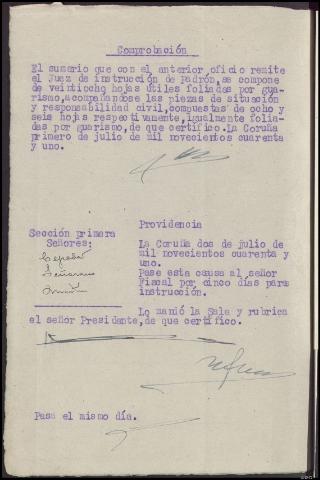 Comprobación
El sumario que con el anterior oficio remite
el Juez de instrucción de Padrón, se compone
de veintiocho hojas útiles foliadas por gua-
rismo, acompañandose las piezas de situación
y responsabilidad civil, compuestas de ocho y
seis hojas respectivamente, igualmente folia-
das por guarismo, de que certifico. La Coruña
primero de julio de mil novecientos cuarenta
y uno.
Providencia
Sección primera
Señores:
La Coruña dos de julio de
mil novecientos cuarenta y
uno.
Pase esta causa al señor
Fiscal por cinco días para
instrucción.
Lo mandó la Sala y rubrica
el señor Presidente, de que certifico.
Pasa el mismo día.